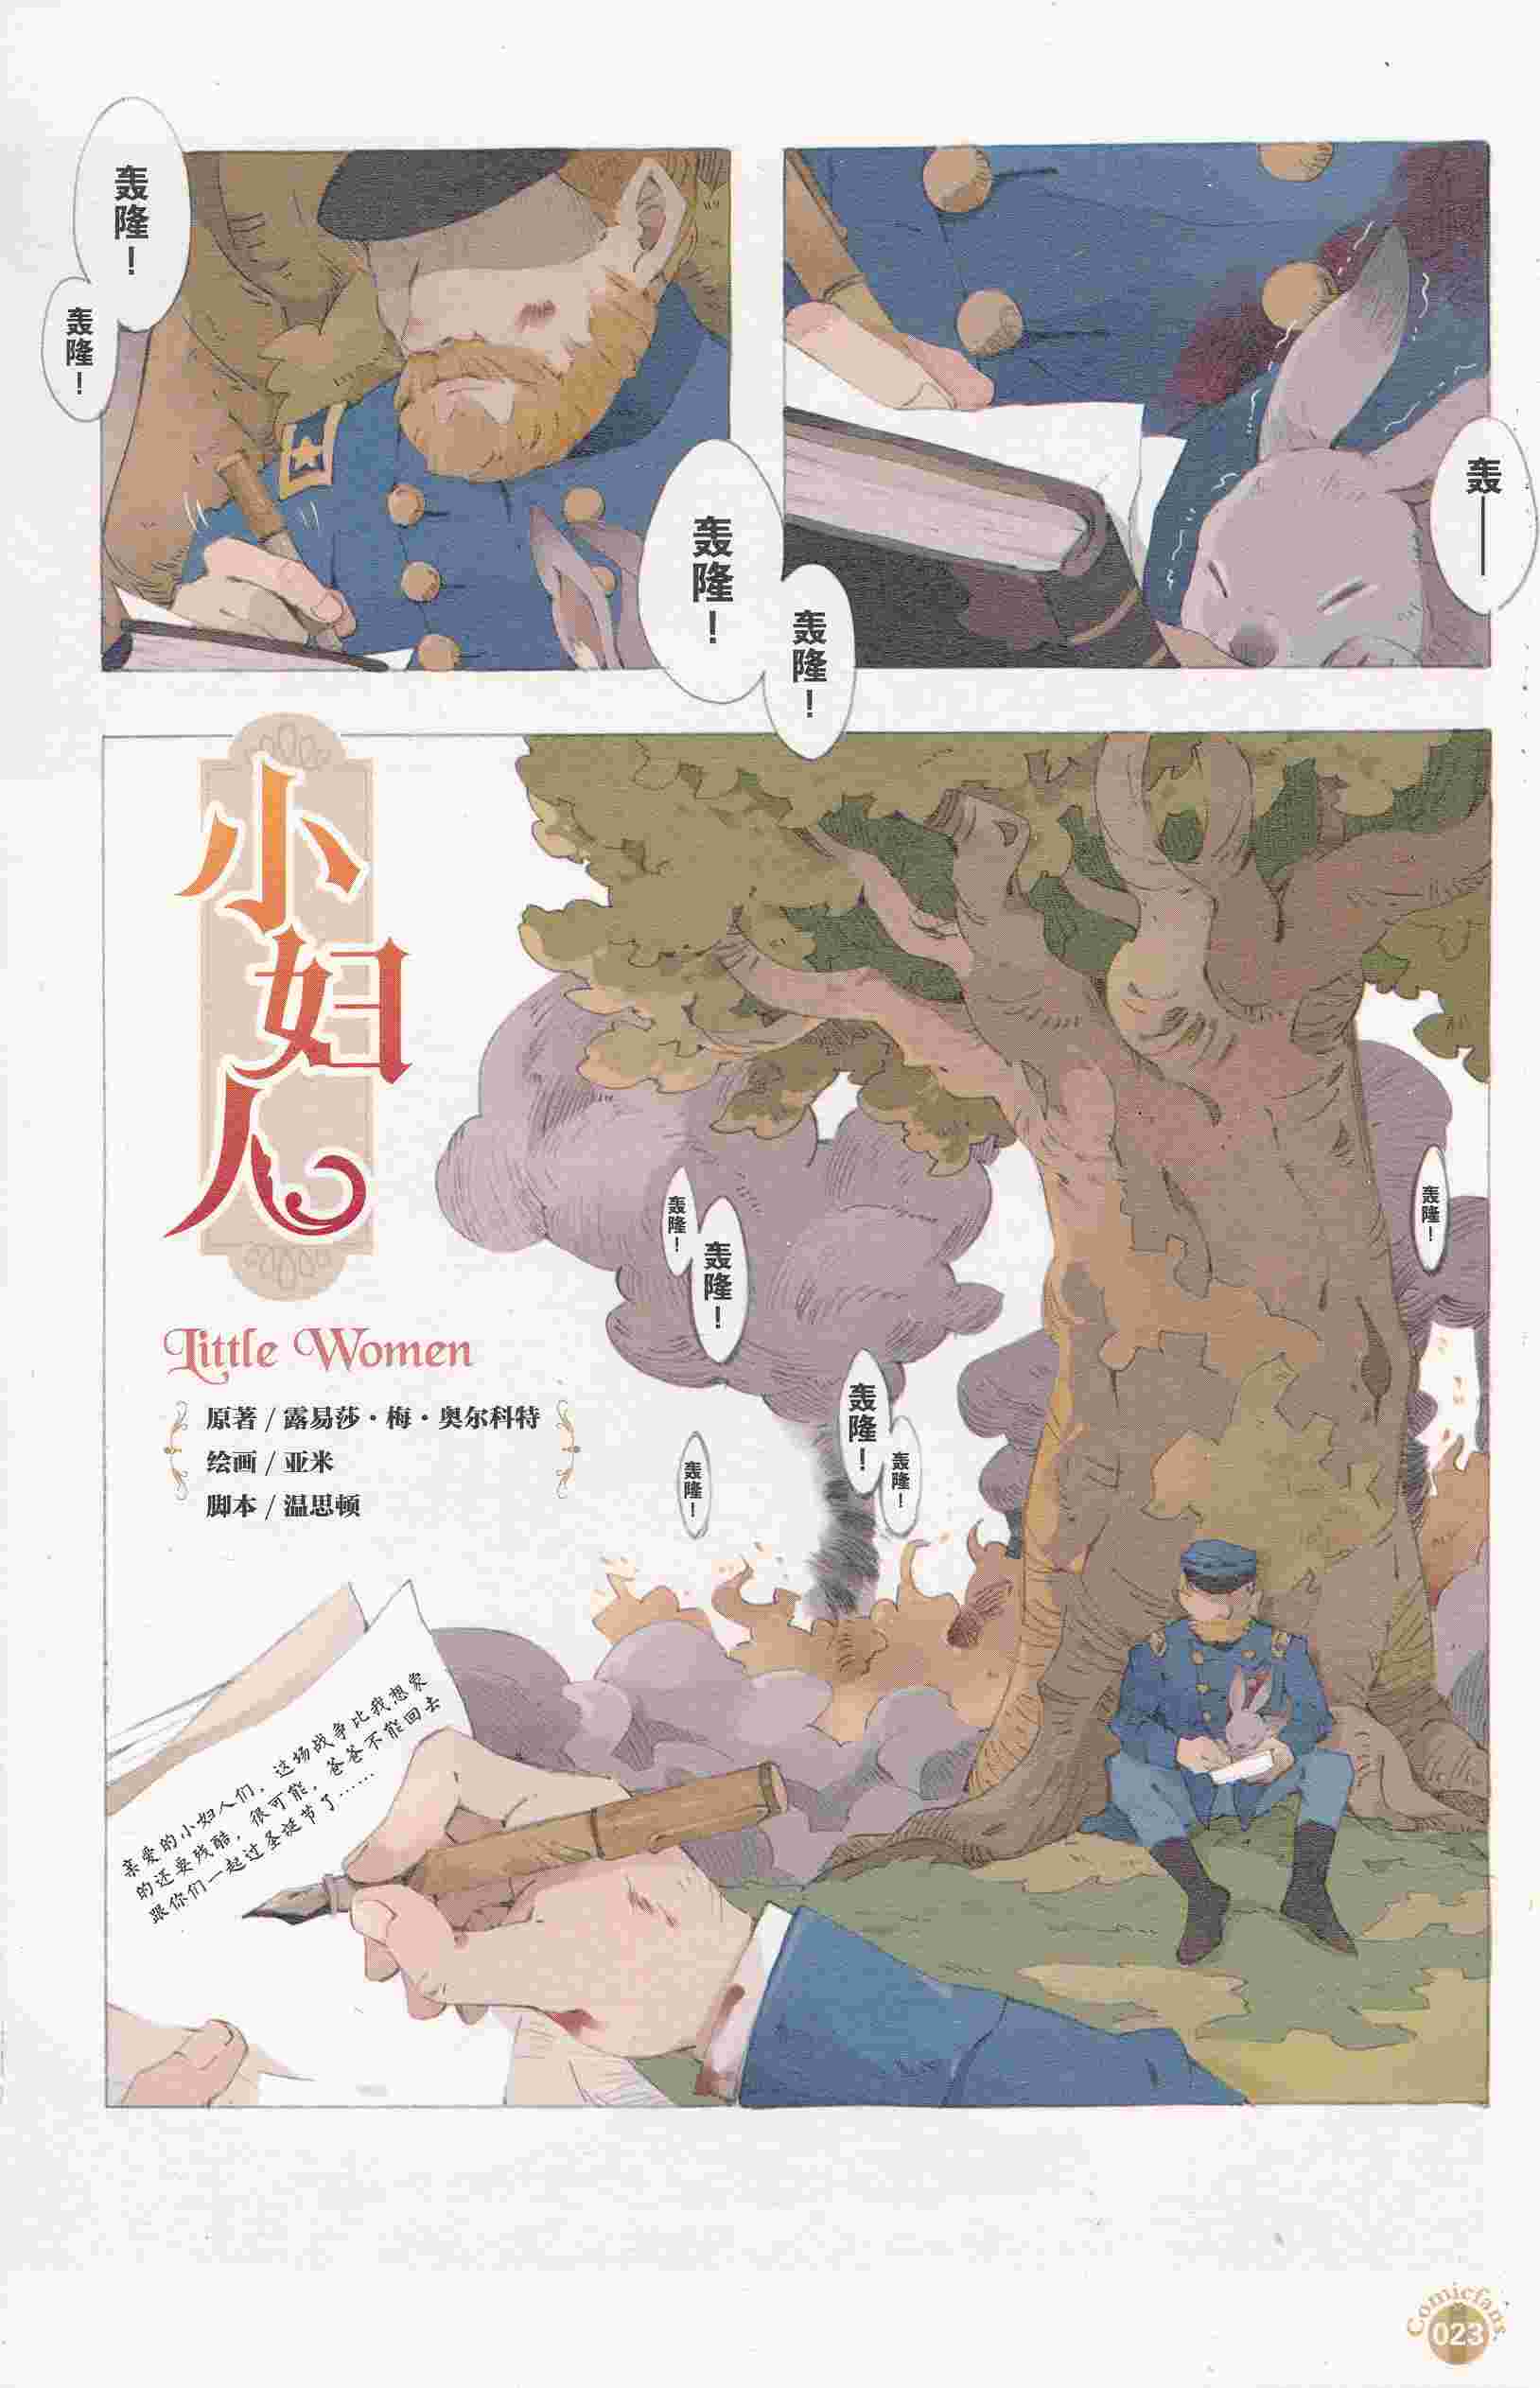 轰隆！
轰隆！
轰隆！
轰隆！
轰——
小妇人
Little Women
原著/露易莎·梅·奥尔科特
绘画/亚米
脚本/温思顿
轰隆！
轰隆！
轰隆！
轰隆！
轰隆！
轰隆！
亲爱的小妇人们，这场战争比我想象
的还要残酷，很可能，爸爸不能回去
跟你们一起过圣诞节了……
Comicfans.
023